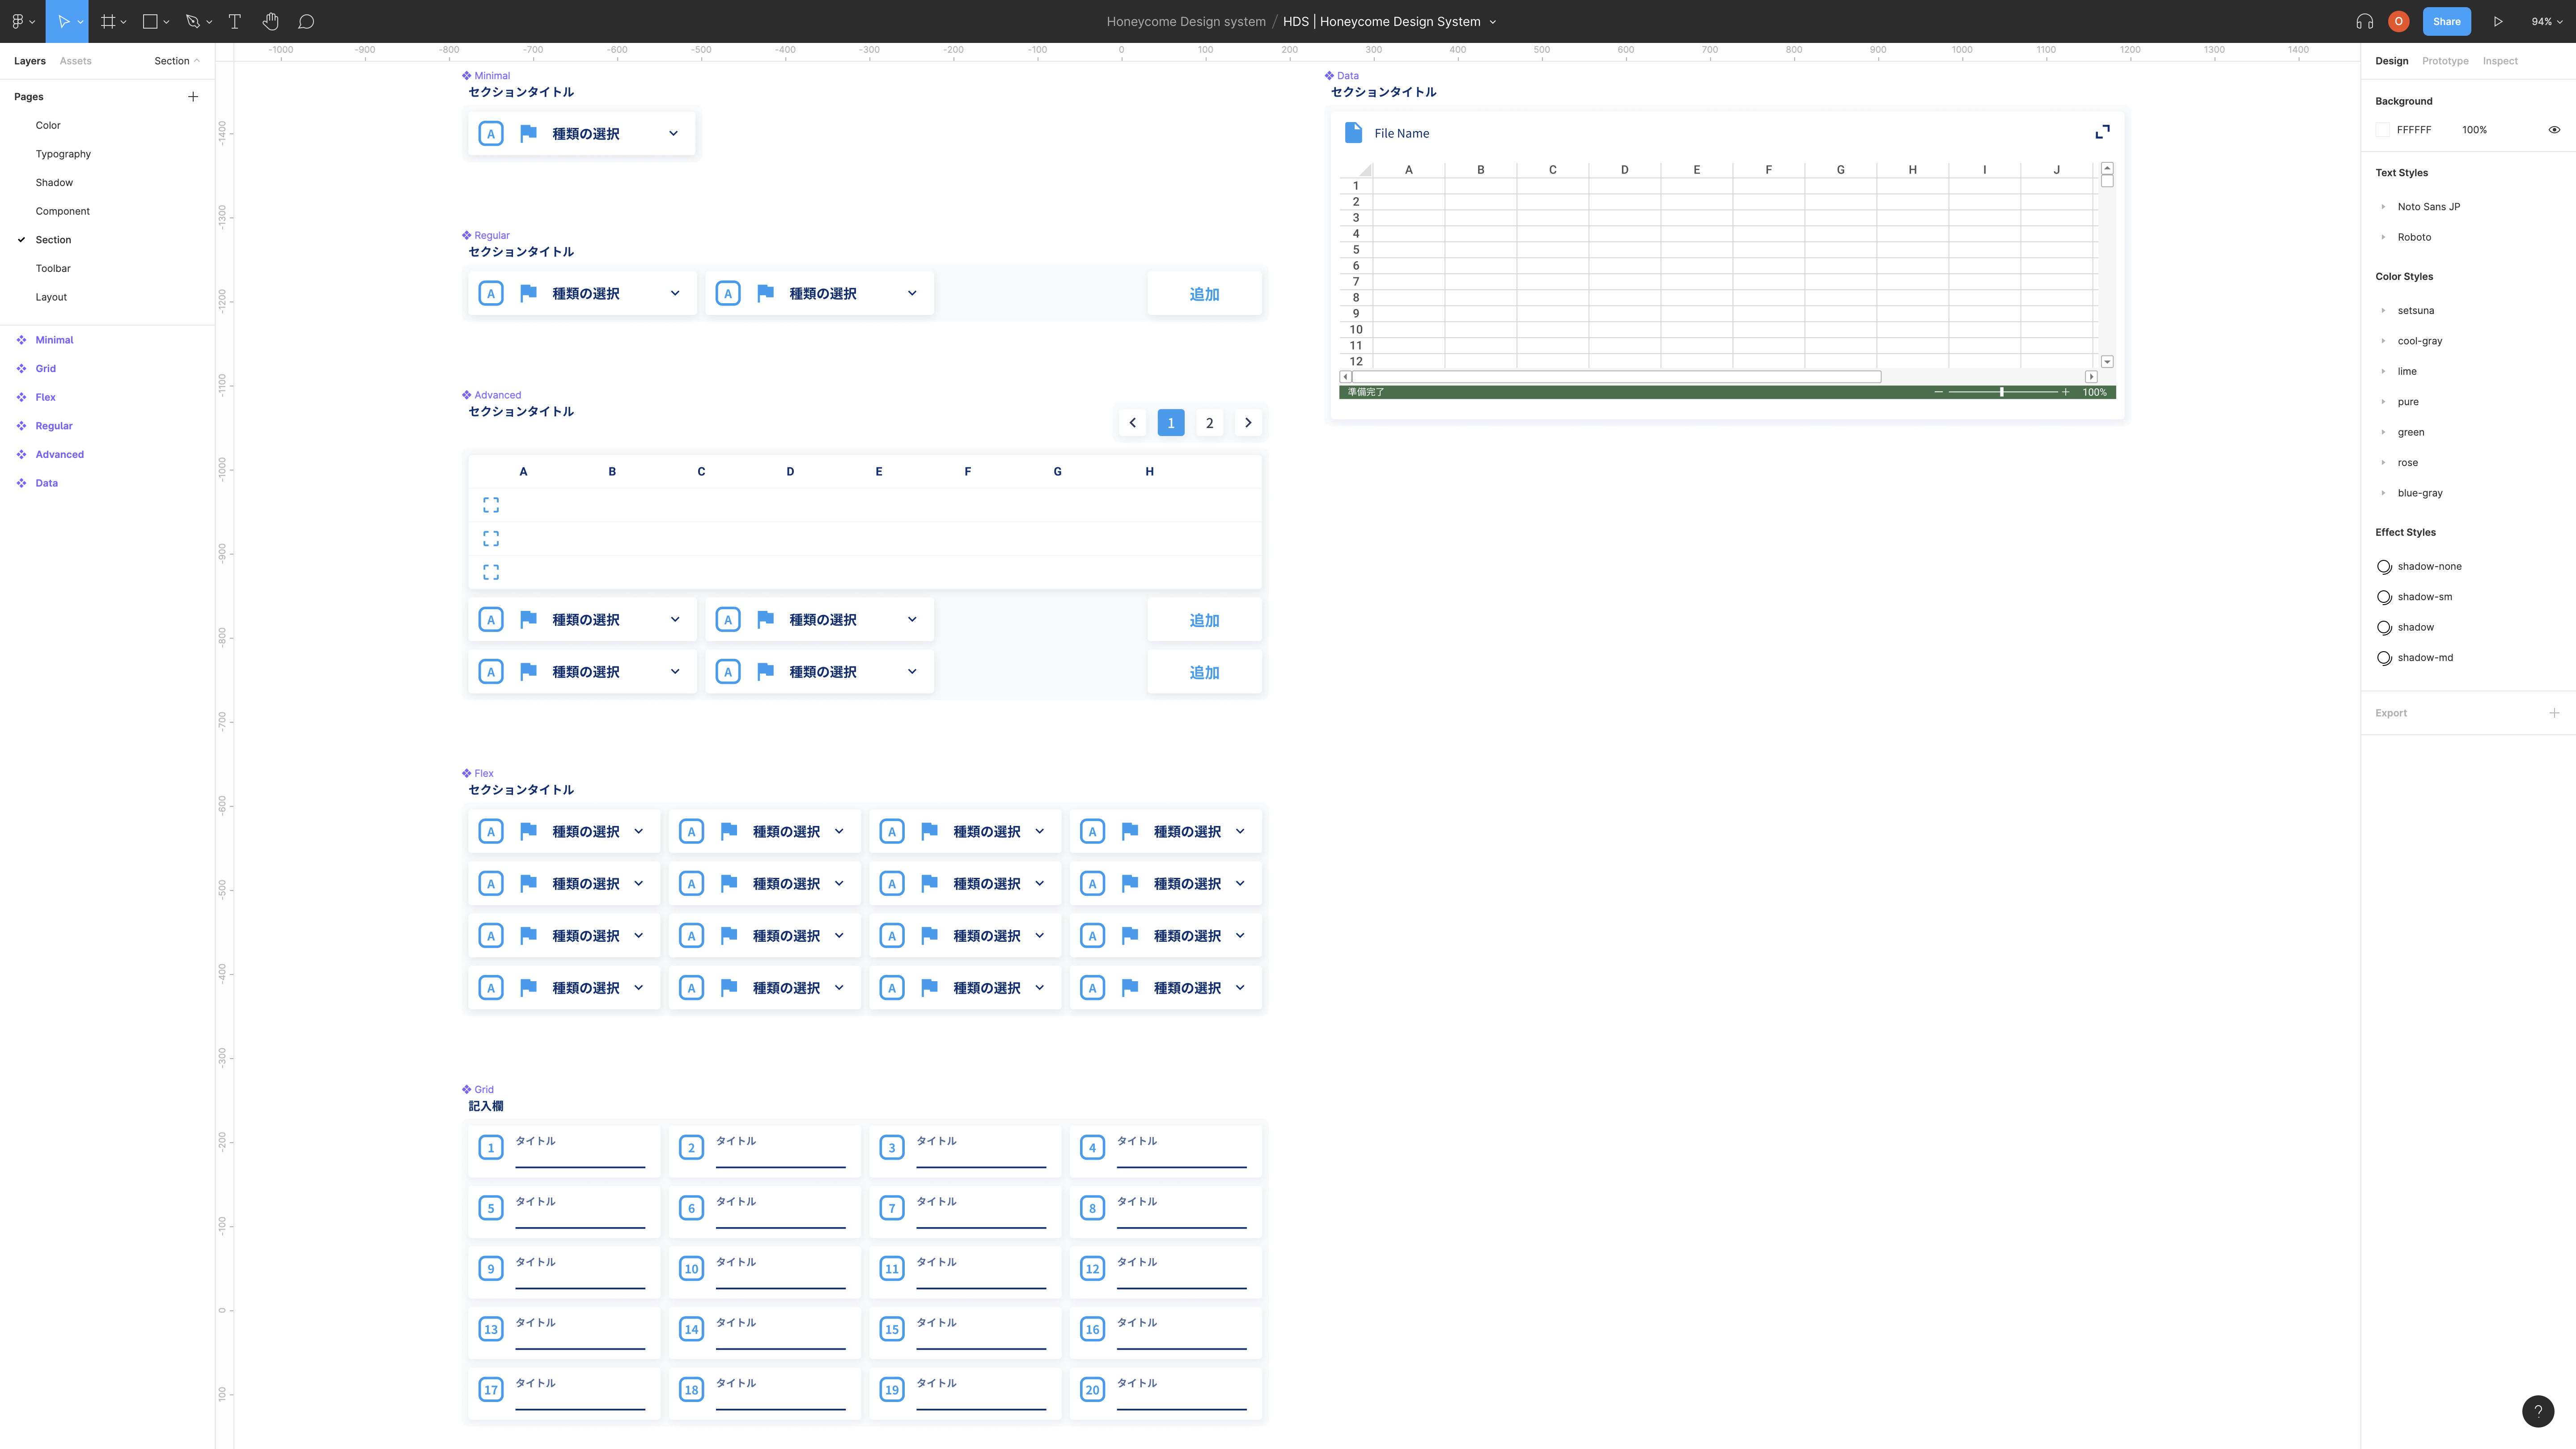 Honeycome Design system / HDS | Honeycome Design System
O
Share
94%
Layers Assets Section
Pages
Color
Typography
Shadow
Component
Section
Toolbar
Layout
Minimal
Grid
Flex
Regular
Advanced
Data
-1000 -900 -800 -700 -600 -500 -400 -300 -200 -100 0 100 200 300 400 500 600 700 800 900 1000 1100 1200 1300 1400
-1400
-1300
-1200
-1100
-1000
-900
-800
-700
-600
-500
-400
-300
-200
-100
0
100
Minimal
セクションタイトル
A 種類の選択
Regular
セクションタイトル
A 種類の選択 A 種類の選択 追加
Advanced
セクションタイトル
1 2
A B C D E F G H
A 種類の選択 A 種類の選択 追加
A 種類の選択 A 種類の選択 追加
Flex
セクションタイトル
A 種類の選択 A 種類の選択 A 種類の選択 A 種類の選択
A 種類の選択 A 種類の選択 A 種類の選択 A 種類の選択
A 種類の選択 A 種類の選択 A 種類の選択 A 種類の選択
A 種類の選択 A 種類の選択 A 種類の選択 A 種類の選択
Grid
記入欄
1 タイトル 2 タイトル 3 タイトル 4 タイトル
5 タイトル 6 タイトル 7 タイトル 8 タイトル
9 タイトル 10 タイトル 11 タイトル 12 タイトル
13 タイトル 14 タイトル 15 タイトル 16 タイトル
17 タイトル 18 タイトル 19 タイトル 20 タイトル
Data
セクションタイトル
File Name
A B C D E F G H I J
1
2
3
4
5
6
7
8
9
10
11
12
準備完了 100%
Design Prototype Inspect
Background
FFFFFF 100%
Text Styles
Noto Sans JP
Roboto
Color Styles
setsuna
cool-gray
lime
pure
green
rose
blue-gray
Effect Styles
shadow-none
shadow-sm
shadow
shadow-md
Export
?